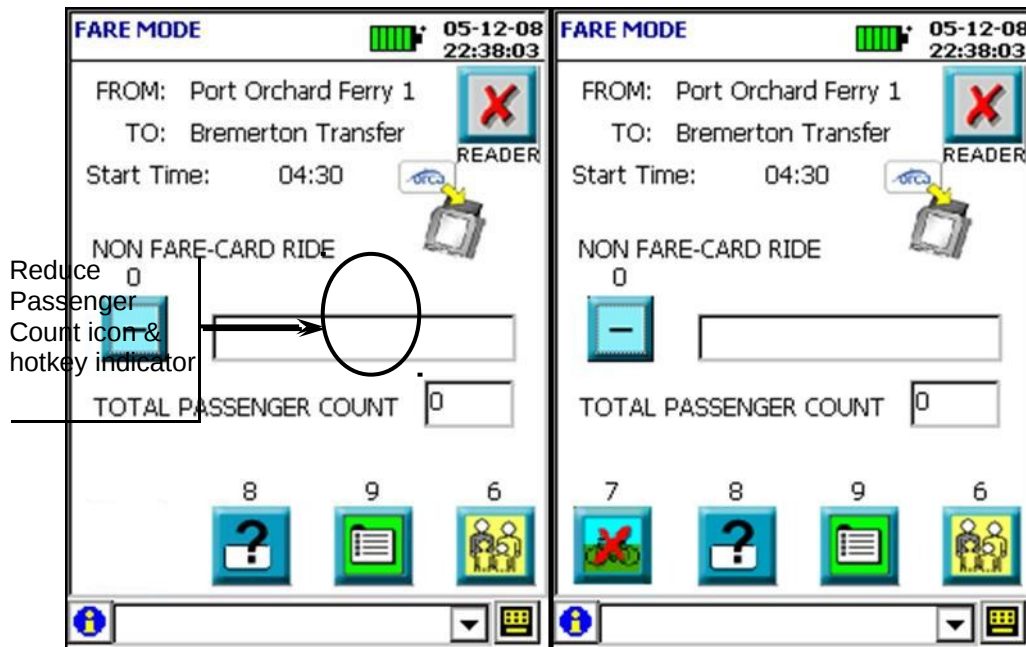 FARE MODE
05-12-08
22:38:03
FROM: Port Orchard Ferry 1
TO: Bremerton Transfer
READER
Start Time: 04:30
orca
NON FARE-CARD RIDE
0
Reduce
Passenger
Count icon &
hotkey indicator
−
TOTAL PASSENGER COUNT 0
8 9 6
?
i
FARE MODE
05-12-08
22:38:03
FROM: Port Orchard Ferry 1
TO: Bremerton Transfer
READER
Start Time: 04:30
orca
NON FARE-CARD RIDE
0
−
TOTAL PASSENGER COUNT 0
7 8 9 6
?
i